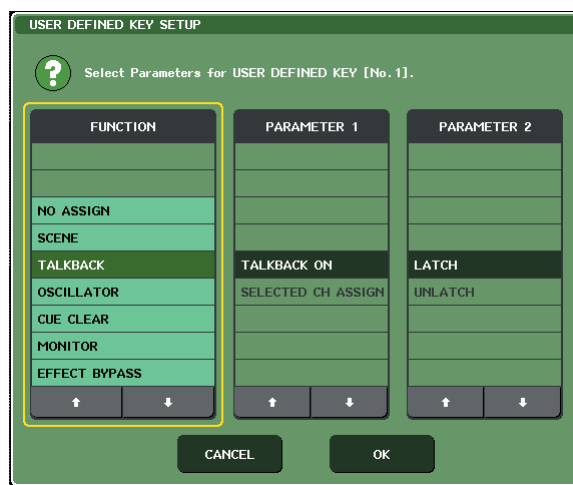 USER DEFINED KEY SETUP
?
Select Parameters for USER DEFINED KEY [No.1].
FUNCTION
NO ASSIGN
SCENE
TALKBACK
OSCILLATOR
CUE CLEAR
MONITOR
EFFECT BYPASS
PARAMETER 1
TALKBACK ON
SELECTED CH ASSIGN
PARAMETER 2
LATCH
UNLATCH
CANCEL
OK